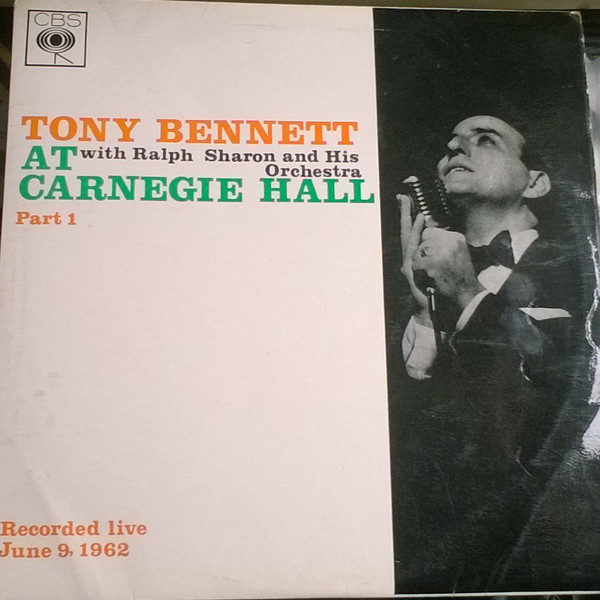 CBS
TONY BENNETT
AT with Ralph Sharon and His
Orchestra
CARNEGIE HALL
Part 1
Recorded live
June 9, 1962